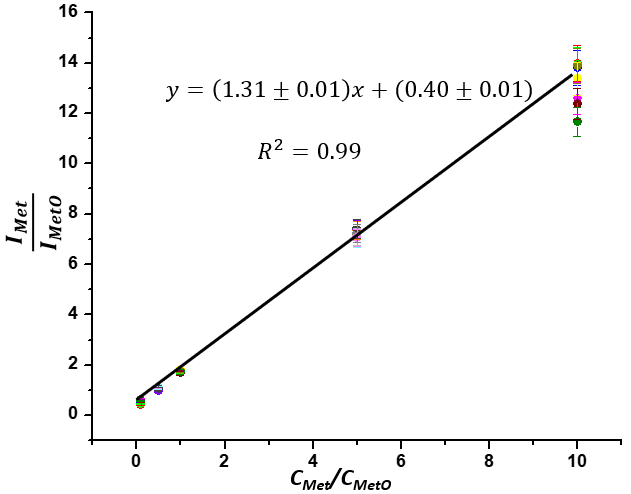 16
y = (1.31 ± 0.01)x + (0.40 ± 0.01)
R² = 0.99
14
12
10
8
6
4
2
0
I_Met
I_MetO
0 2 4 6 8 10
C_Met/C_MetO